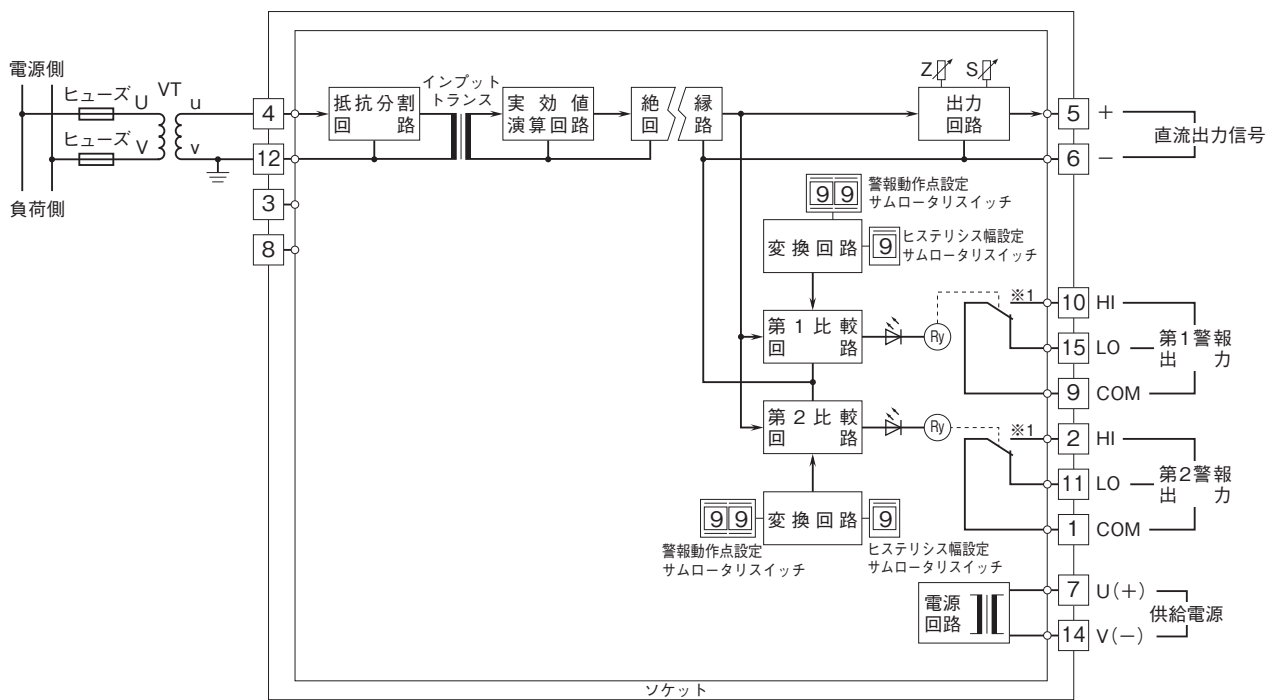 電源側
ヒューズ
U
VT
u
ヒューズ
V
v
負荷側
4
12
3
8
抵抗分割
回路
インプット
トランス
実効値
演算回路
絶縁
回路
Z
S
出力
回路
5
+
6
−
直流出力信号
9 9
警報動作点設定
サムロータリスイッチ
変換回路
9
ヒステリシス幅設定
サムロータリスイッチ
第1比較
回路
Ry
※1
10
HI
15
LO
9
COM
第1警報
出力
第2比較
回路
Ry
※1
2
HI
11
LO
1
COM
第2警報
出力
9 9
変換回路
9
警報動作点設定
サムロータリスイッチ
ヒステリシス幅設定
サムロータリスイッチ
電源
回路
7
U(+)
14
V(−)
供給電源
ソケット